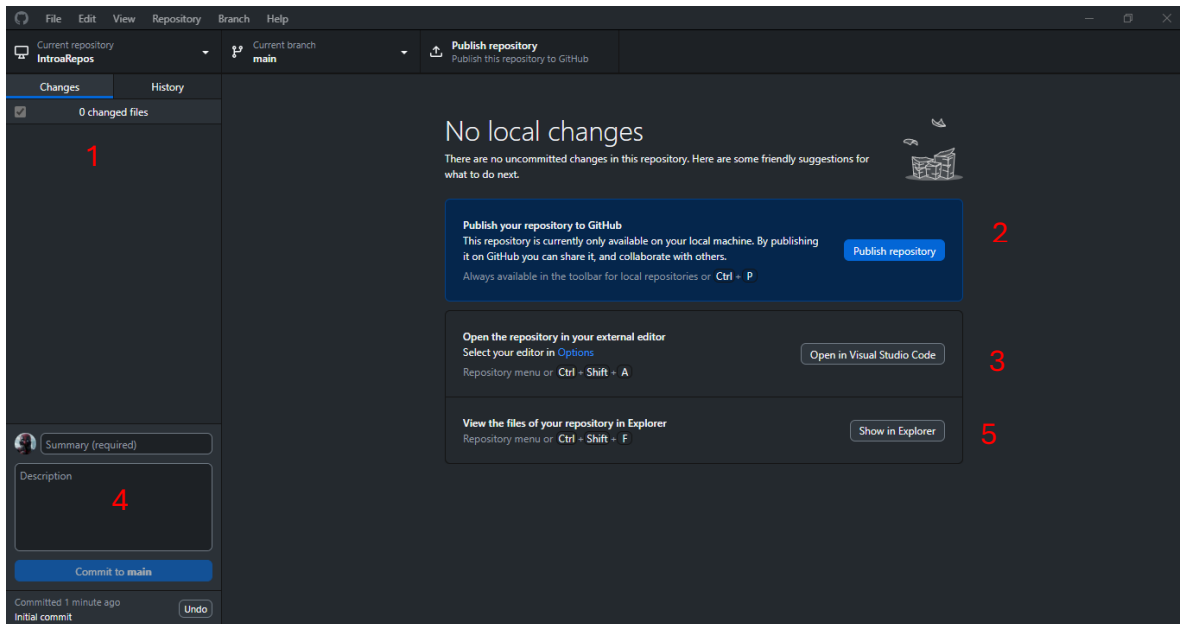 File Edit View Repository Branch Help
Current repository
IntroaRepos
Current branch
main
Publish repository
Publish this repository to GitHub
Changes History
0 changed files
1
No local changes
There are no uncommitted changes in this repository. Here are some friendly suggestions for
what to do next.
Publish your repository to GitHub
This repository is currently only available on your local machine. By publishing
it on GitHub you can share it, and collaborate with others.
Always available in the toolbar for local repositories or Ctrl + P
Publish repository
2
Open the repository in your external editor
Select your editor in Options
Repository menu or Ctrl + Shift + A
Open in Visual Studio Code
3
View the files of your repository in Explorer
Repository menu or Ctrl + Shift + F
Show in Explorer
5
Summary (required)
Description
4
Commit to main
Committed 1 minute ago
Initial commit
Undo